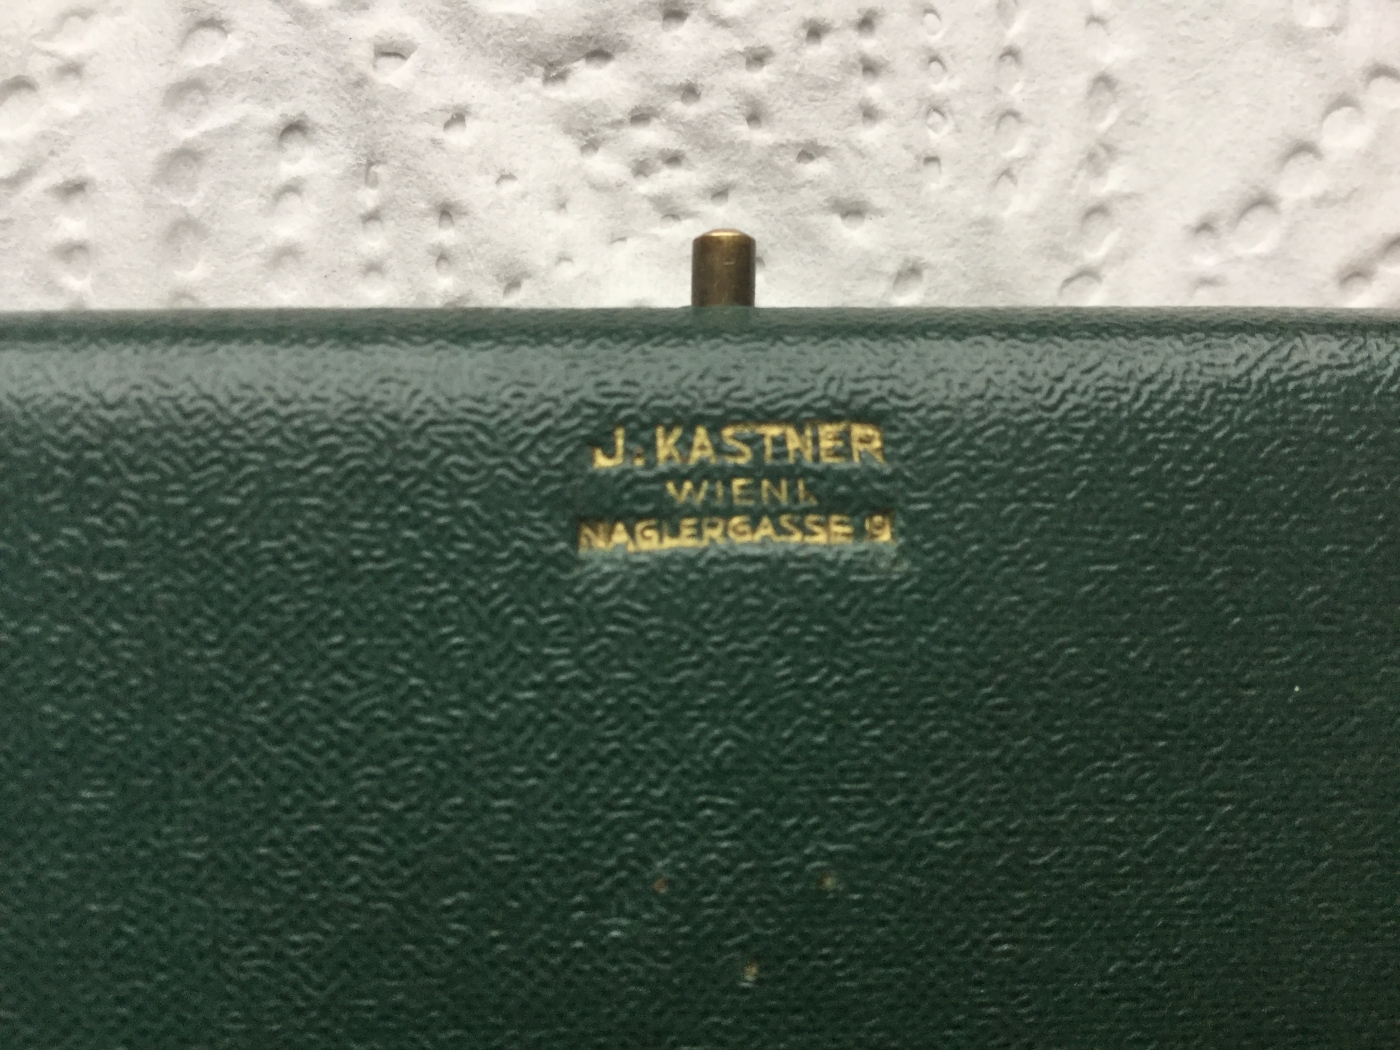 J. KASTNER
WIEN I.
NAGLERGASSE 9